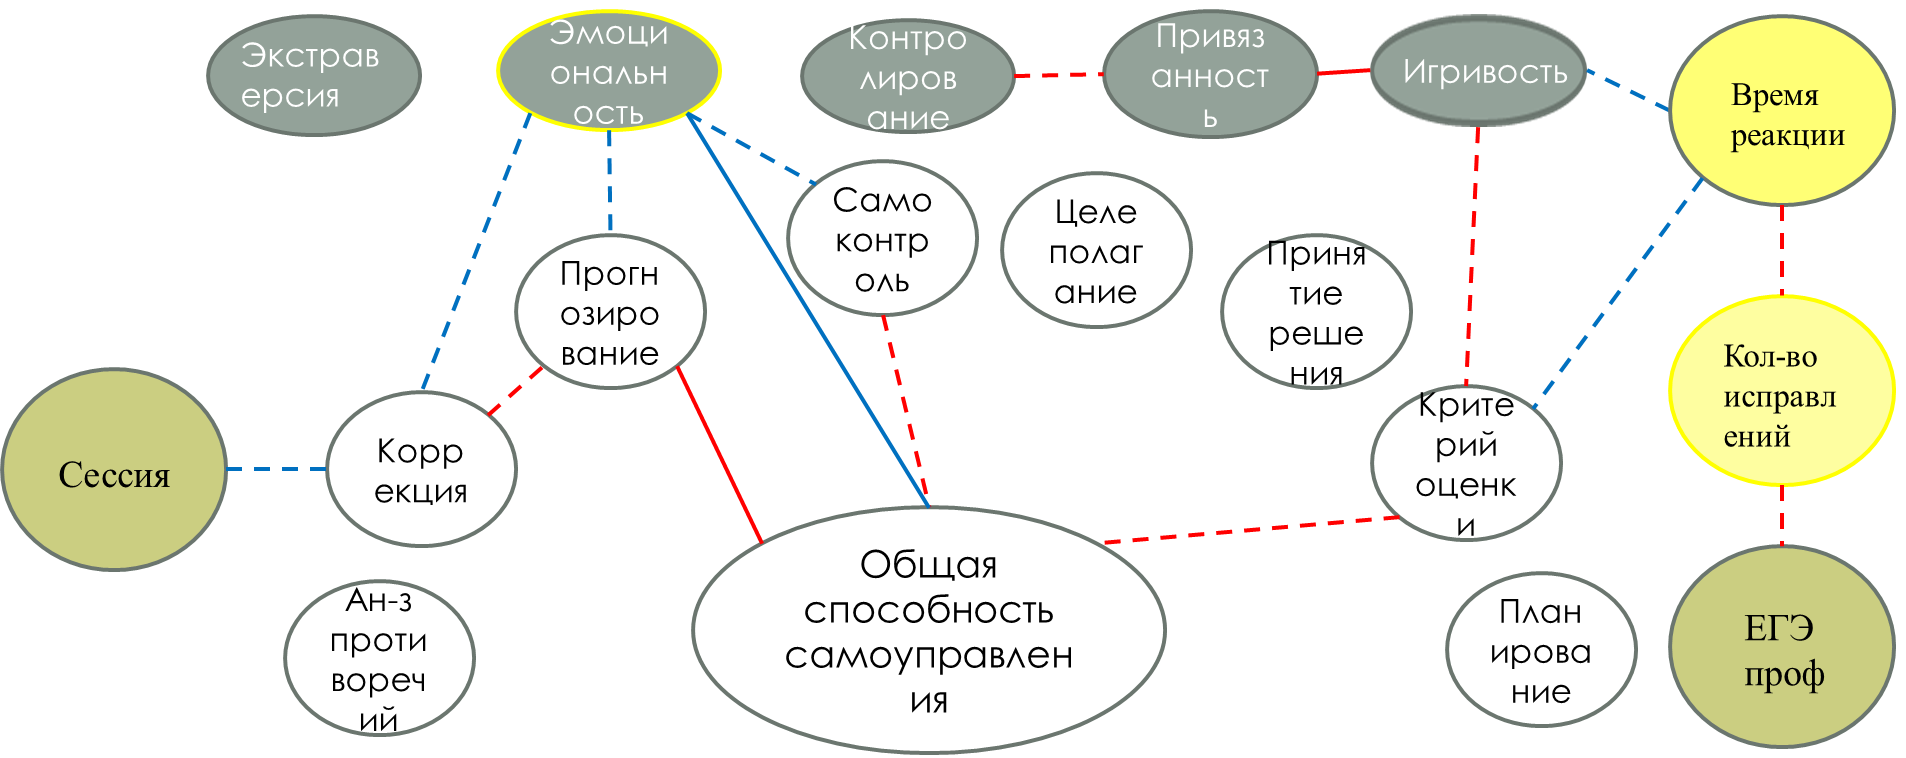 Экстрав
ерсия
Эмоци
ональн
ость
Контро
лиров
ание
Привяз
анност
ь
Игривость
Время
реакции
Само
контр
оль
Целе
полаг
ание
Приня
тие
реше
ния
Прогн
озиро
вание
Кол-во
исправл
ений
Сессия
Корр
екция
Крите
рий
оценк
и
Общая
способность
самоуправлен
ия
Ан-з
проти
вореч
ий
План
ирова
ние
ЕГЭ
проф